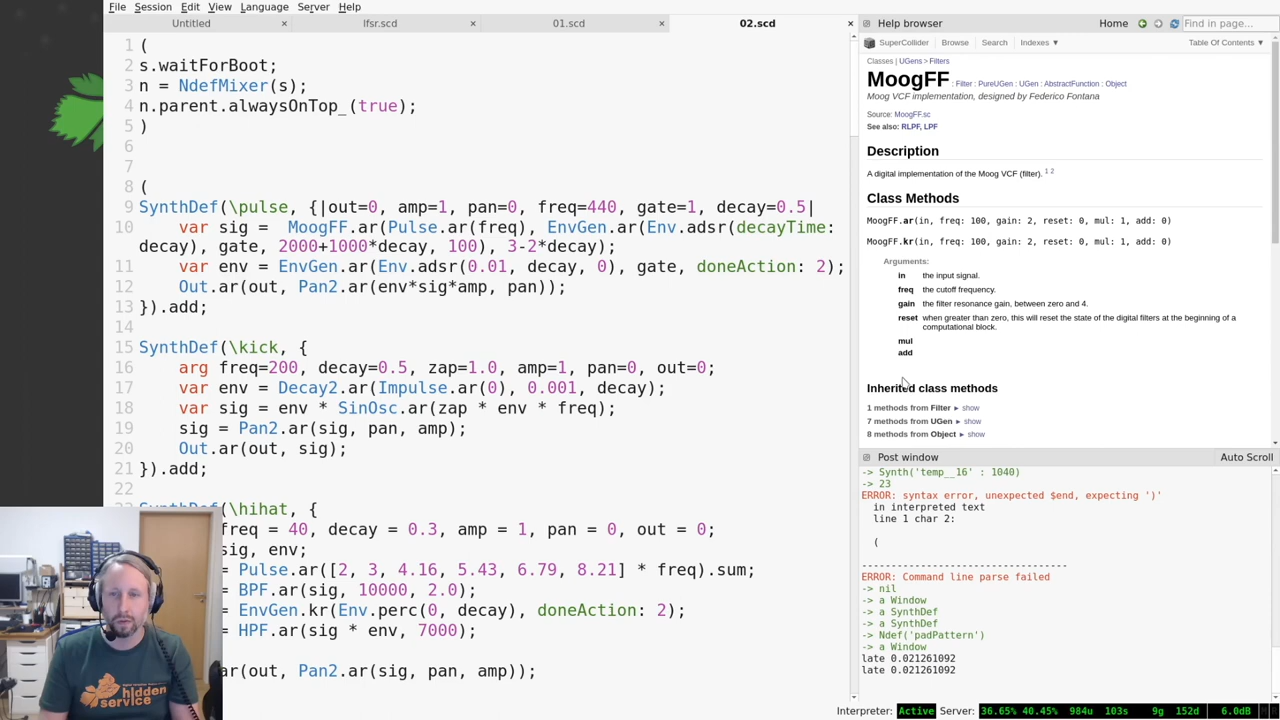 File Session Edit View Language Server Help
Untitled lfsr.scd 01.scd 02.scd
1 (
2 s.waitForBoot;
3 n = NdefMixer(s);
4 n.parent.alwaysOnTop_(true);
5 )
6
7
8 (
9 SynthDef(\pulse, {|out=0, amp=1, pan=0, freq=440, gate=1, decay=0.5|
10 var sig =  MoogFF.ar(Pulse.ar(freq), EnvGen.ar(Env.adsr(decayTime:
decay), gate, 2000+1000*decay, 100), 3-2*decay);
11 var env = EnvGen.ar(Env.adsr(0.01, decay, 0), gate, doneAction: 2);
12 Out.ar(out, Pan2.ar(env*sig*amp, pan));
13 }).add;
14
15 SynthDef(\kick, {
16 arg freq=200, decay=0.5, zap=1.0, amp=1, pan=0, out=0;
17 var env = Decay2.ar(Impulse.ar(0), 0.001, decay);
18 var sig = env * SinOsc.ar(zap * env * freq);
19 sig = Pan2.ar(sig, pan, amp);
20 Out.ar(out, sig);
21 }).add;
22
SynthDef(\hihat, {
freq = 40, decay = 0.3, amp = 1, pan = 0, out = 0;
sig, env;
= Pulse.ar([2, 3, 4.16, 5.43, 6.79, 8.21] * freq).sum;
= BPF.ar(sig, 10000, 2.0);
= EnvGen.kr(Env.perc(0, decay), doneAction: 2);
= HPF.ar(sig * env, 7000);
ar(out, Pan2.ar(sig, pan, amp));
hidden
service
Help browser Home Find in page...
SuperCollider Browse Search Indexes ▼ Table Of Contents ▼
Classes | UGens > Filters
MoogFF : Filter : PureUGen : UGen : AbstractFunction : Object
Moog VCF implementation, designed by Federico Fontana
Source: MoogFF.sc
See also: RLPF, LPF
Description
A digital implementation of the Moog VCF (filter). 1 2
Class Methods
MoogFF.ar(in, freq: 100, gain: 2, reset: 0, mul: 1, add: 0)
MoogFF.kr(in, freq: 100, gain: 2, reset: 0, mul: 1, add: 0)
Arguments:
in the input signal.
freq the cutoff frequency.
gain the filter resonance gain, between zero and 4.
reset when greater than zero, this will reset the state of the digital filters at the beginning of a
computational block.
mul
add
Inherited class methods
1 methods from Filter ► show
7 methods from UGen ► show
8 methods from Object ► show
Post window Auto Scroll
-> Synth('temp__16' : 1040)
-> 23
ERROR: syntax error, unexpected $end, expecting ')'
in interpreted text
line 1 char 2:
(
-----------------------------------
ERROR: Command line parse failed
-> nil
-> a Window
-> a SynthDef
-> a SynthDef
-> Ndef('padPattern')
-> a Window
late 0.021261092
late 0.021261092
Interpreter: Active Server: 36.65% 40.45% 984u 103s 9g 152d 6.0dB